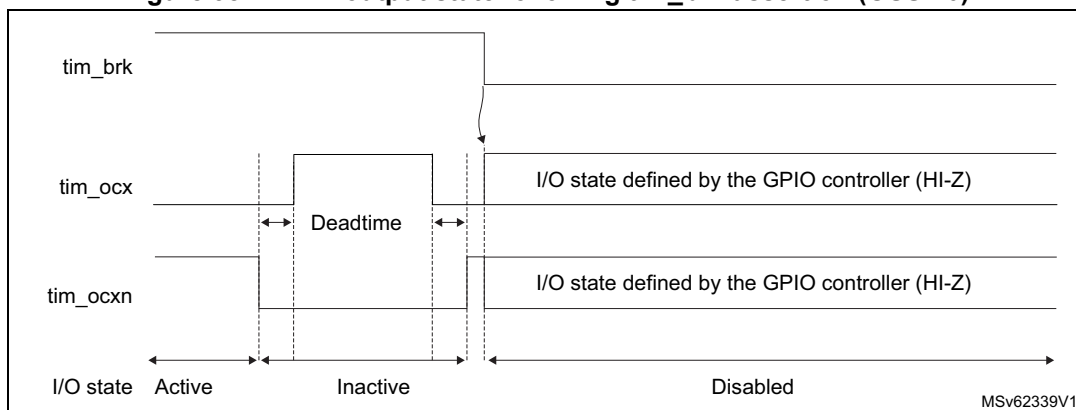 tim_brk
tim_ocx
I/O state defined by the GPIO controller (HI-Z)
Deadtime
tim_ocxn
I/O state defined by the GPIO controller (HI-Z)
I/O state Active Inactive Disabled
MSv62339V1